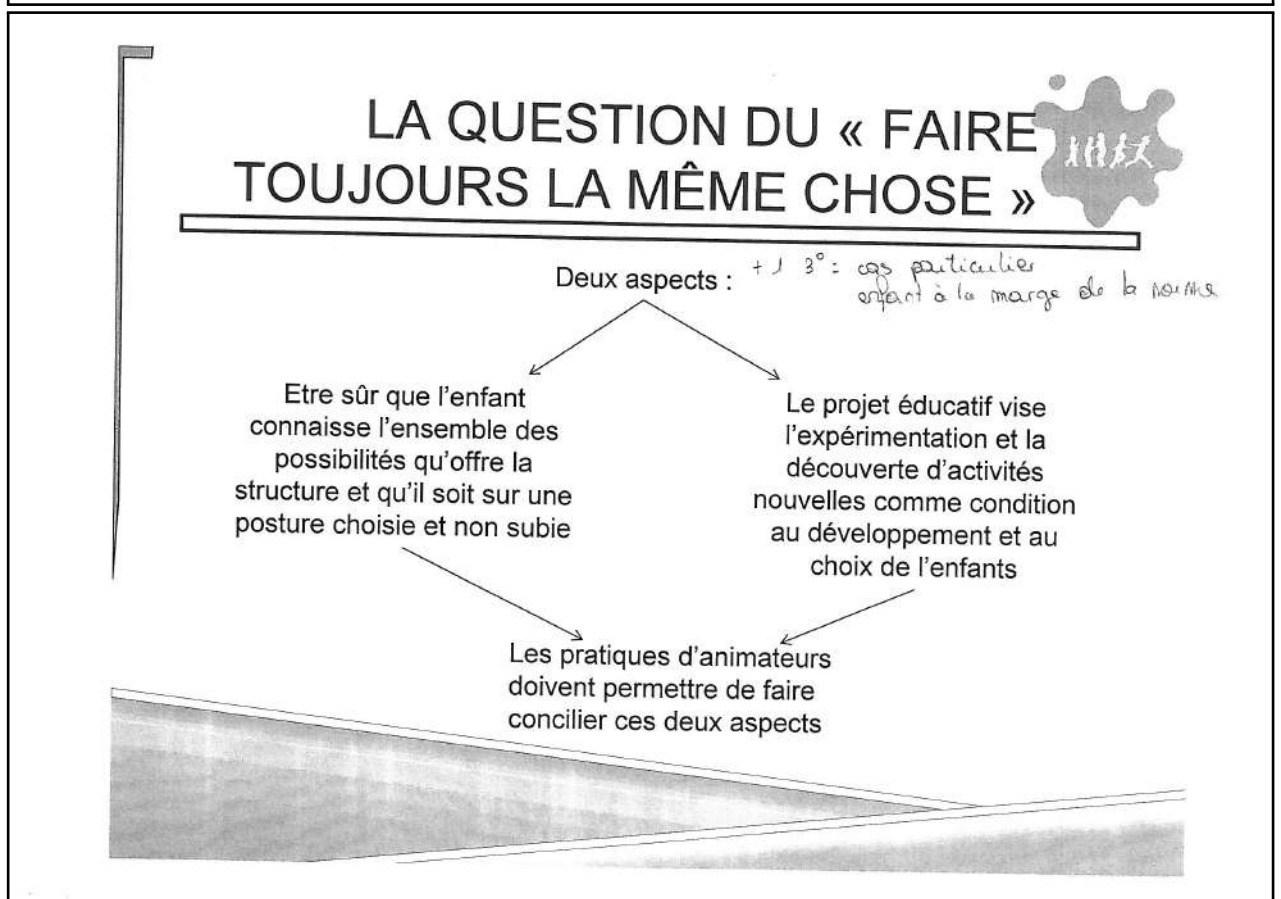 LA QUESTION DU « FAIRE
TOUJOURS LA MÊME CHOSE »
Deux aspects :
+ 1 3° = cas particulier
enfant à la marge de la norme
Etre sûr que l'enfant
connaisse l'ensemble des
possibilités qu'offre la
structure et qu'il soit sur une
posture choisie et non subie
Le projet éducatif vise
l'expérimentation et la
découverte d'activités
nouvelles comme condition
au développement et au
choix de l'enfants
Les pratiques d'animateurs
doivent permettre de faire
concilier ces deux aspects